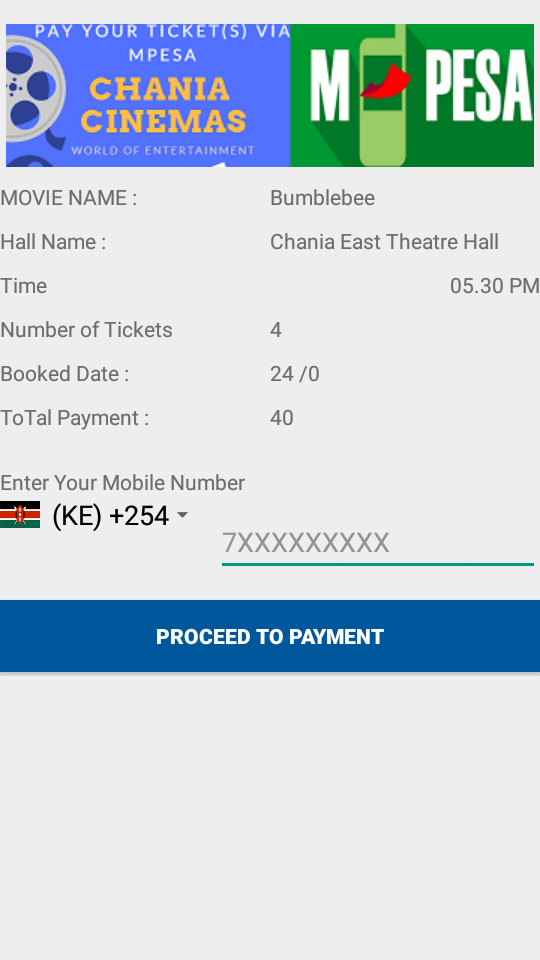 PAY YOUR TICKET(S) VIA
MPESA
CHANIA
CINEMAS
WORLD OF ENTERTAINMENT
M PESA
MOVIE NAME : Bumblebee
Hall Name : Chania East Theatre Hall
Time 05.30 PM
Number of Tickets 4
Booked Date : 24 /0
ToTal Payment : 40
Enter Your Mobile Number
(KE) +254
7XXXXXXXXX
PROCEED TO PAYMENT